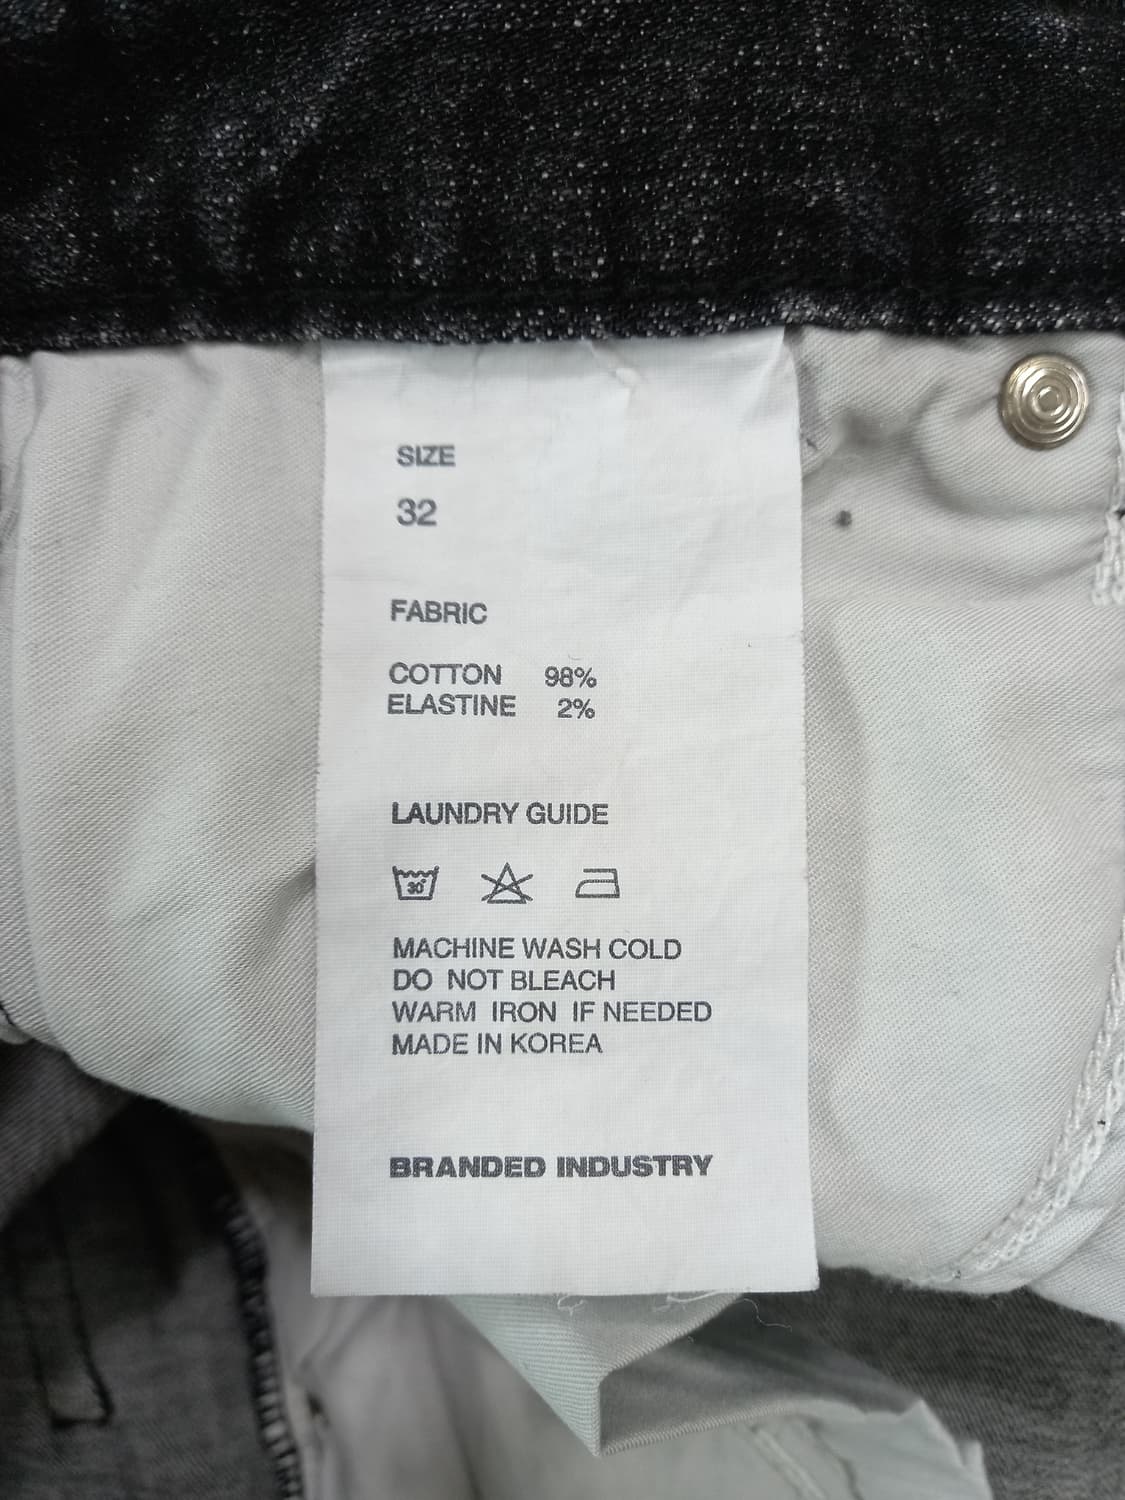 SIZE
32
FABRIC
COTTON 98%
ELASTINE 2%
LAUNDRY GUIDE
30°
MACHINE WASH COLD
DO NOT BLEACH
WARM IRON IF NEEDED
MADE IN KOREA
BRANDED INDUSTRY